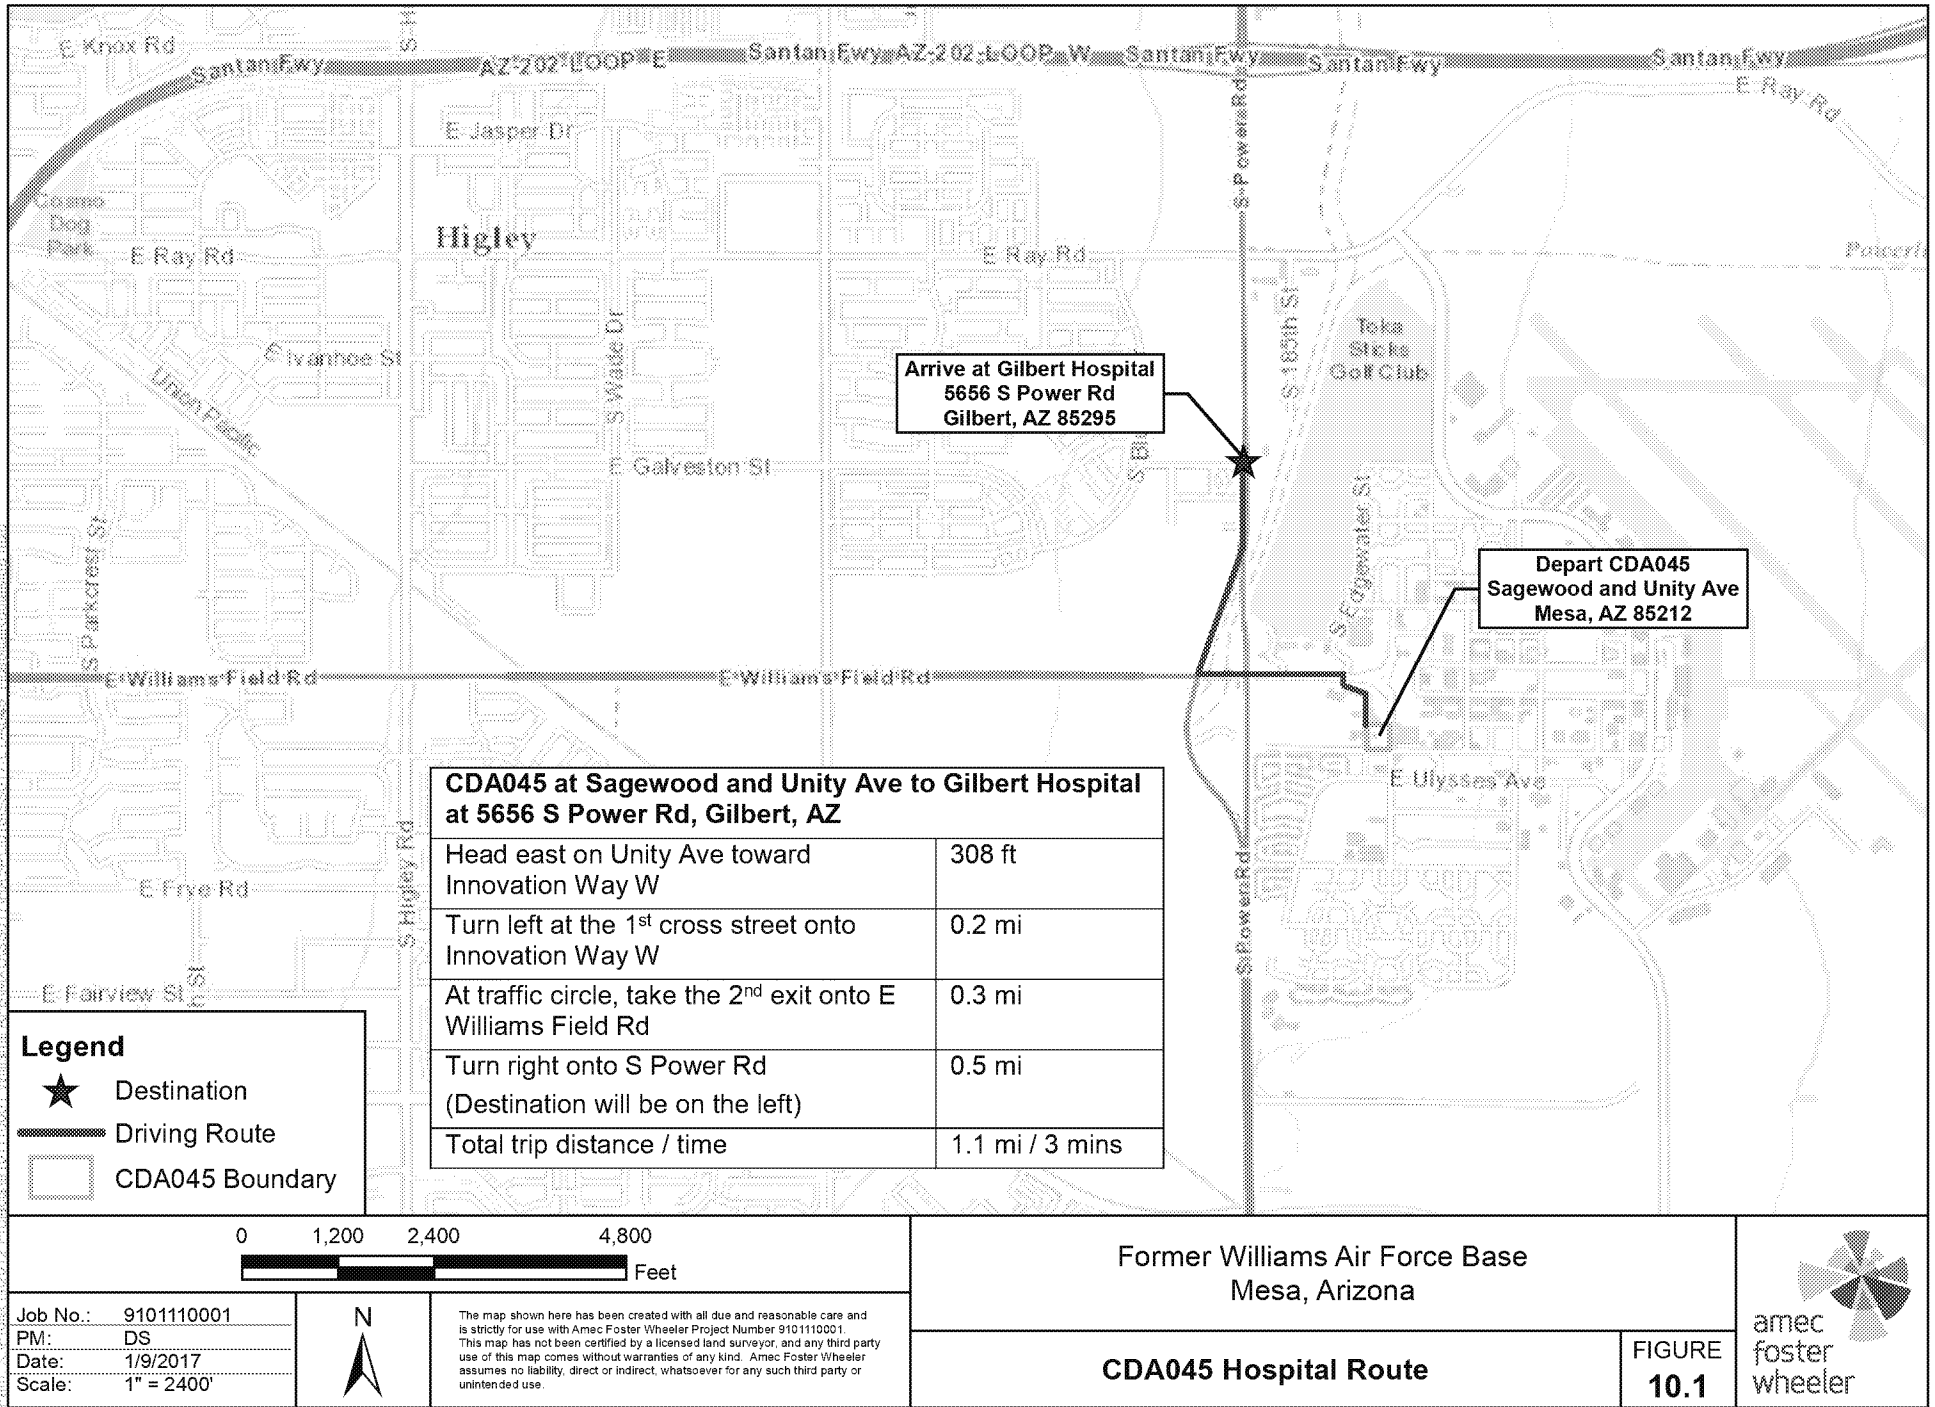 E Knox Rd
S H
Santan Fwy
AZ-202-LOOP E
Santan Fwy AZ-202-LOOP W
Santan Fwy
Santan Fwy
Santan Fwy
E Ray Rd
E Jasper Dr
S Power Rd
Cosmo
Dog
Park
Higley
E Ray Rd
E Ray Rd
S 185th St
Toka
Sticks
Golf Club
E Ivanhoe St
S Wade Dr
Union Pacific
Arrive at Gilbert Hospital
5656 S Power Rd
Gilbert, AZ 85295
E Galveston St
S Edgewater St
S Parkcrest St
Depart CDA045
Sagewood and Unity Ave
Mesa, AZ 85212
E Williams Field Rd
E Williams Field Rd
E Ulysses Ave
S Higley Rd
S Power Rd
E Frye Rd
E Fairview St
n St
CDA045 at Sagewood and Unity Ave to Gilbert Hospital
at 5656 S Power Rd, Gilbert, AZ
Head east on Unity Ave toward 308 ft
Innovation Way W
Turn left at the 1st cross street onto 0.2 mi
Innovation Way W
At traffic circle, take the 2nd exit onto E 0.3 mi
Williams Field Rd
Turn right onto S Power Rd 0.5 mi
(Destination will be on the left)
Total trip distance / time 1.1 mi / 3 mins
Legend
Destination
Driving Route
CDA045 Boundary
0 1,200 2,400 4,800
Feet
Job No.: 9101110001
PM: DS
Date: 1/9/2017
Scale: 1" = 2400'
N
The map shown here has been created with all due and reasonable care and
is strictly for use with Amec Foster Wheeler Project Number 9101110001.
This map has not been certified by a licensed land surveyor, and any third party
use of this map comes without warranties of any kind. Amec Foster Wheeler
assumes no liability, direct or indirect, whatsoever for any such third party or
unintended use.
Former Williams Air Force Base
Mesa, Arizona
CDA045 Hospital Route
FIGURE
10.1
amec
foster
wheeler